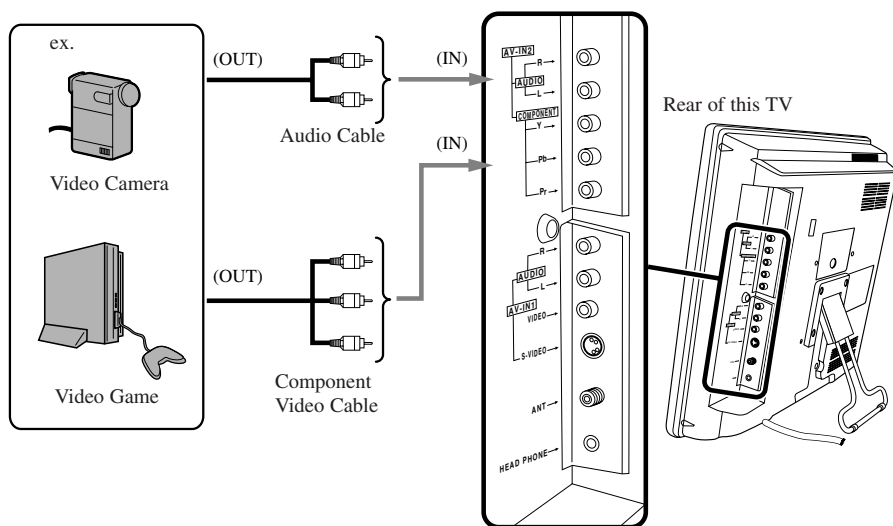 ex.
(OUT)
(IN)
Audio Cable
Video Camera
(IN)
(OUT)
Video Game
Component
Video Cable
AV-IN2
R
AUDIO
L
COMPONENT
Y
Pb
Pr
R
AUDIO
L
AV-IN1
VIDEO
S-VIDEO
ANT
HEAD PHONE
Rear of this TV